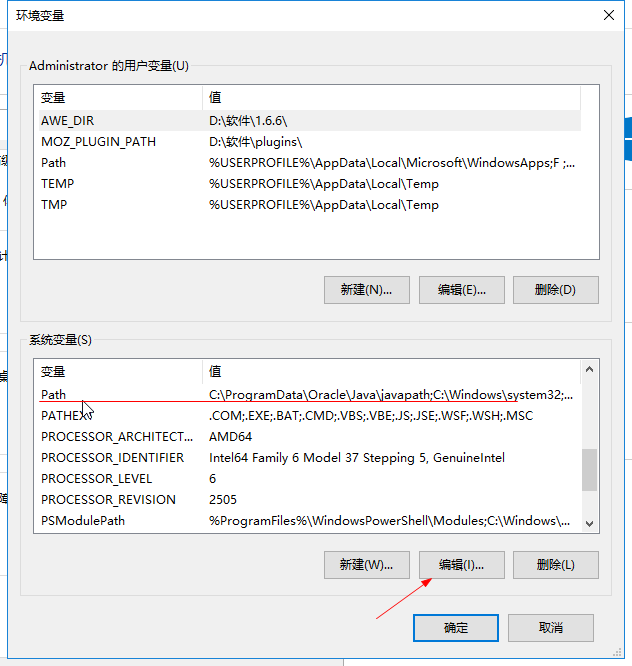 环境变量
Administrator 的用户变量(U)
变量 值
AWE_DIR D:\软件\1.6.6\
MOZ_PLUGIN_PATH D:\软件\plugins\
Path %USERPROFILE%\AppData\Local\Microsoft\WindowsApps;F ;...
TEMP %USERPROFILE%\AppData\Local\Temp
TMP %USERPROFILE%\AppData\Local\Temp
新建(N)... 编辑(E)... 删除(D)
系统变量(S)
变量 值
Path C:\ProgramData\Oracle\Java\javapath;C:\Windows\system32;...
PATHEX .COM;.EXE;.BAT;.CMD;.VBS;.VBE;.JS;.JSE;.WSF;.WSH;.MSC
PROCESSOR_ARCHITECT... AMD64
PROCESSOR_IDENTIFIER Intel64 Family 6 Model 37 Stepping 5, GenuineIntel
PROCESSOR_LEVEL 6
PROCESSOR_REVISION 2505
PSModulePath %ProgramFiles%\WindowsPowerShell\Modules;C:\Windows\...
新建(W)... 编辑(I)... 删除(L)
确定 取消